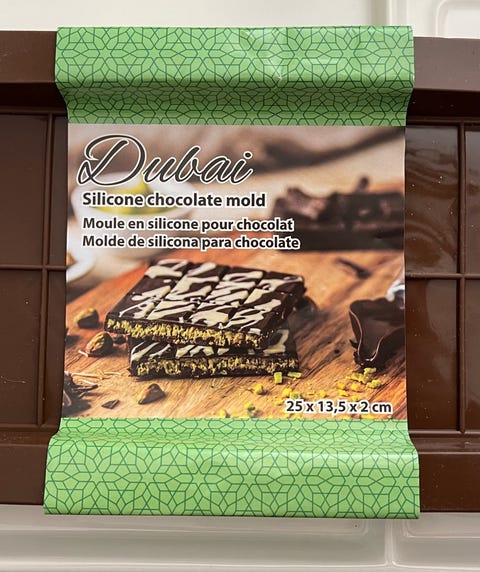 Dubai
Silicone chocolate mold
Moule en silicone pour chocolat
Molde de silicona para chocolate
25 x 13,5 x 2 cm